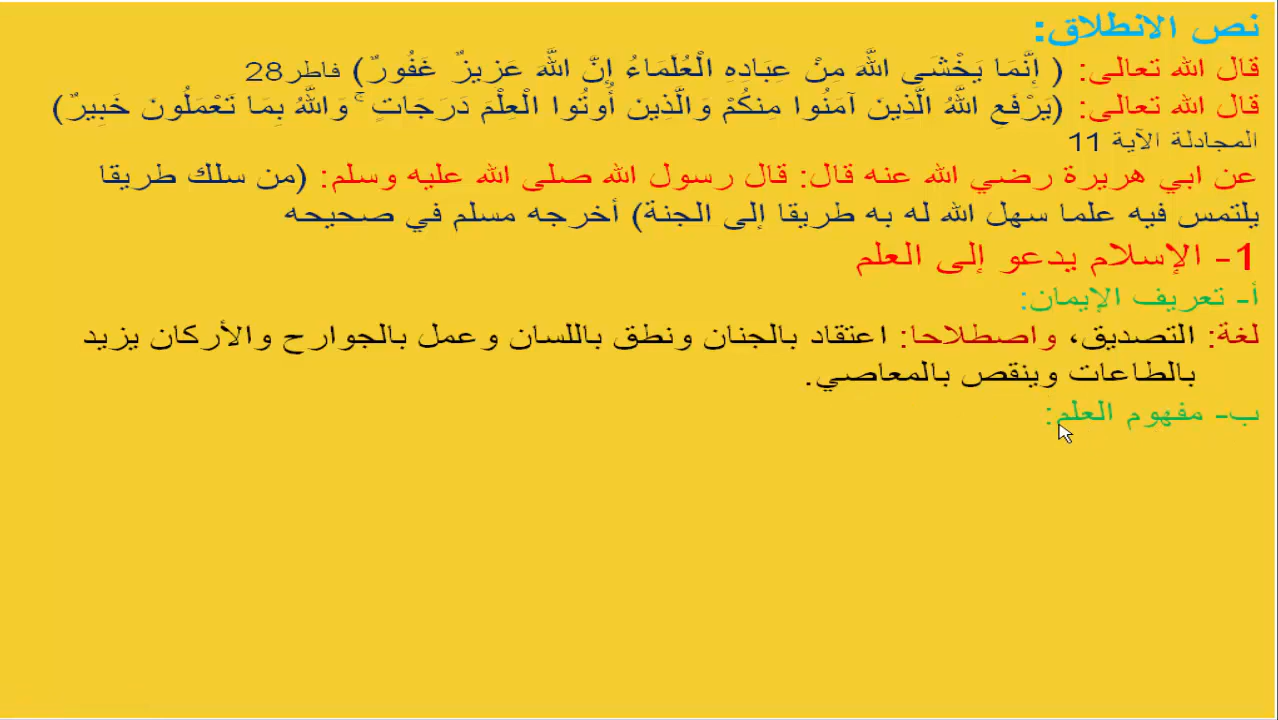 نص الانطلاق:
قال الله تعالى: ( إِنَّمَا يَخْشَى اللَّهَ مِنْ عِبَادِهِ الْعُلَمَاءُ إِنَّ اللَّهَ عَزِيزٌ غَفُورٌ) فاطر28
قال الله تعالى: (يَرْفَعِ اللَّهُ الَّذِين آمَنُوا مِنكُمْ وَالَّذِين أُوتُوا الْعِلْمَ دَرَجَاتٍ ۚ وَاللَّهُ بِمَا تَعْمَلُون خَبِيرٌ)
المجادلة الآية 11
عن ابي هريرة رضي الله عنه قال: قال رسول الله صلى الله عليه وسلم: (من سلك طريقا
يلتمس فيه علما سهل الله له به طريقا إلى الجنة) أخرجه مسلم في صحيحه
1- الإسلام يدعو إلى العلم
أ- تعريف الإيمان:
لغة: التصديق، واصطلاحا: اعتقاد بالجنان ونطق باللسان وعمل بالجوارح والأركان يزيد
بالطاعات وينقص بالمعاصي.
ب- مفهوم العلم: